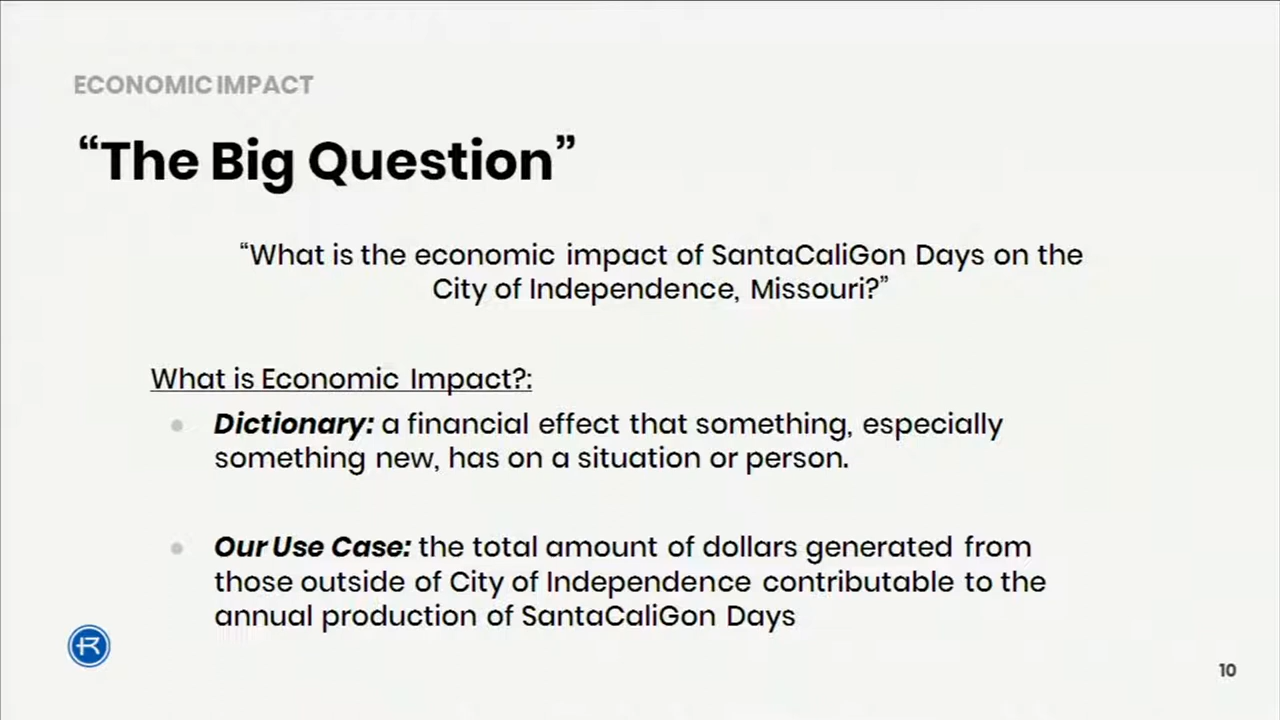 ECONOMIC IMPACT
“The Big Question”
“What is the economic impact of SantaCaliGon Days on the
City of Independence, Missouri?”
What is Economic Impact?:
Dictionary: a financial effect that something, especially
something new, has on a situation or person.
Our Use Case: the total amount of dollars generated from
those outside of City of Independence contributable to the
annual production of SantaCaliGon Days
10